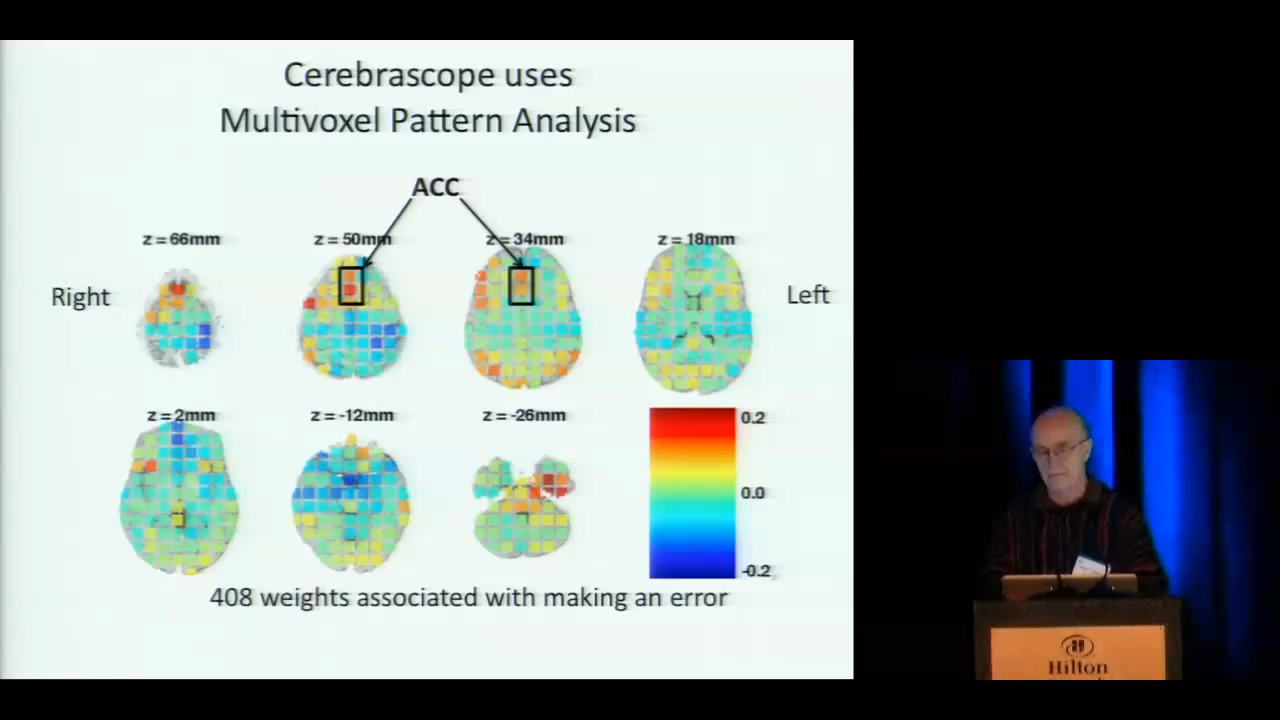 Cerebrascope uses
Multivoxel Pattern Analysis
ACC
z = 66mm
z = 50mm
z = 34mm
z = 18mm
Right
Left
z = 2mm
z = -12mm
z = -26mm
0.2
0.0
-0.2
408 weights associated with making an error
Hilton